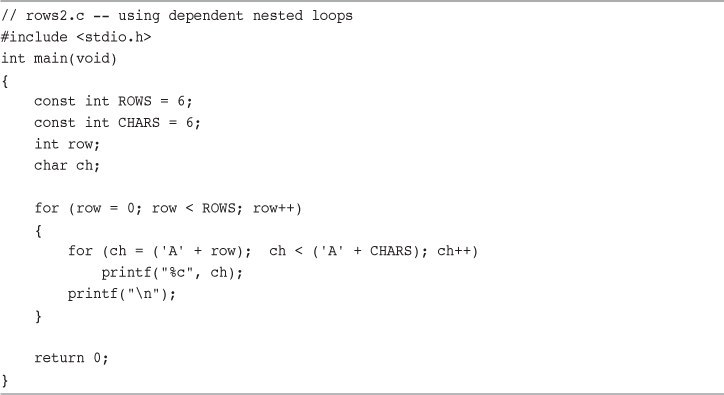 // rows2.c -- using dependent nested loops
#include <stdio.h>
int main(void)
{
    const int ROWS = 6;
    const int CHARS = 6;
    int row;
    char ch;

    for (row = 0; row < ROWS; row++)
    {
        for (ch = ('A' + row);  ch < ('A' + CHARS); ch++)
            printf("%c", ch);
        printf("\n");
    }

    return 0;
}